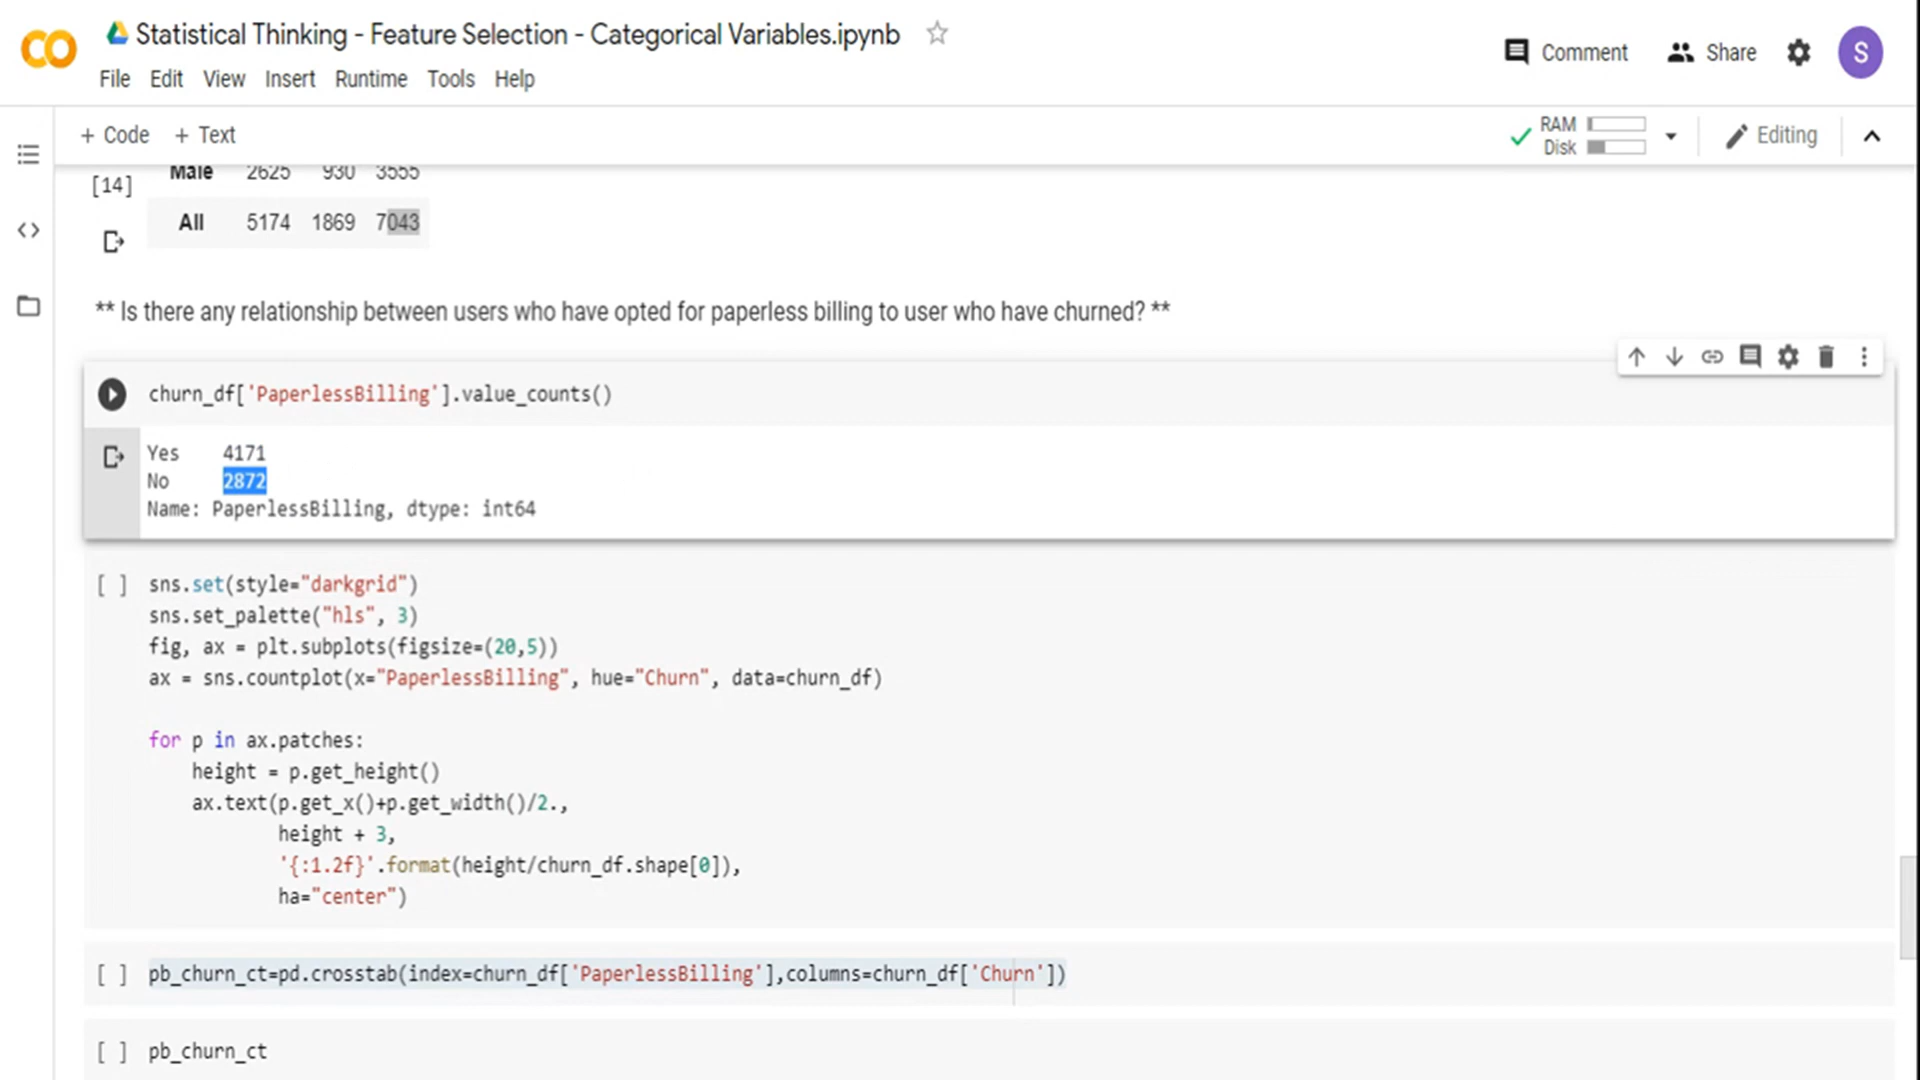 Statistical Thinking - Feature Selection - Categorical Variables.ipynb
File Edit View Insert Runtime Tools Help
Comment
Share
S
+ Code + Text
RAM
Disk
Editing
[14]
Male 2625 930 3555
All 5174 1869 7043
** Is there any relationship between users who have opted for paperless billing to user who have churned? **
churn_df['PaperlessBilling'].value_counts()
Yes 4171
No 2872
Name: PaperlessBilling, dtype: int64
[ ] sns.set(style="darkgrid")
sns.set_palette("hls", 3)
fig, ax = plt.subplots(figsize=(20,5))
ax = sns.countplot(x="PaperlessBilling", hue="Churn", data=churn_df)
for p in ax.patches:
height = p.get_height()
ax.text(p.get_x()+p.get_width()/2.,
height + 3,
'{:1.2f}'.format(height/churn_df.shape[0]),
ha="center")
[ ] pb_churn_ct=pd.crosstab(index=churn_df['PaperlessBilling'],columns=churn_df['Churn'])
[ ] pb_churn_ct